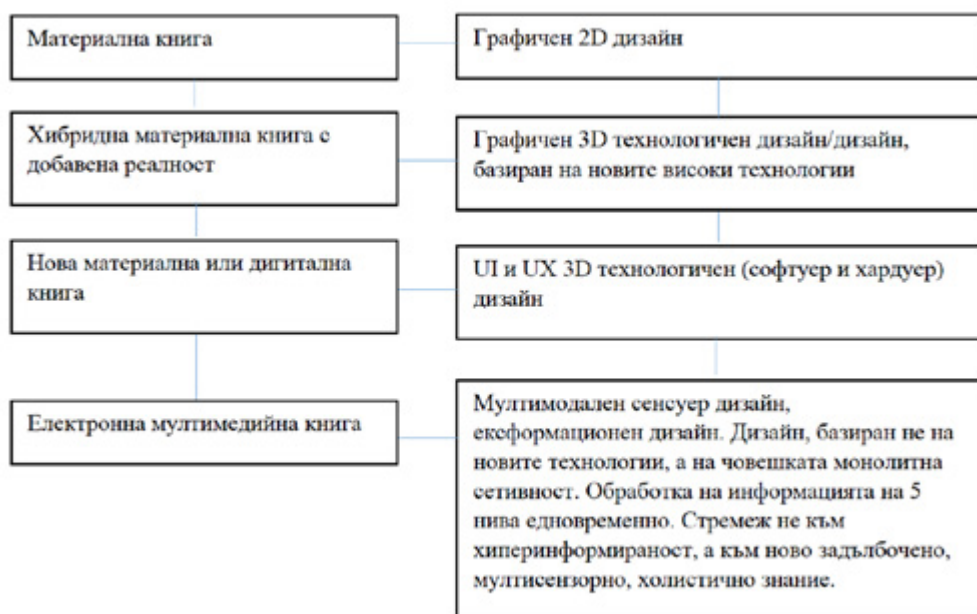 Материална книга
Графичен 2D дизайн
Хибридна материална книга с
добавена реалност
Графичен 3D технологичен дизайн/дизайн,
базиран на новите високи технологии
Нова материална или дигитална
книга
UI и UX 3D технологичен (софтуер и хардуер)
дизайн
Електронна мултимедийна книга
Мултимодален сенсуер дизайн,
ексформационен дизайн. Дизайн, базиран не на
новите технологии, а на човешката монолитна
сетивност. Обработка на информацията на 5
нива едновременно. Стремеж не към
хиперинформираност, а към ново задълбочено,
мултисензорно, холистично знание.